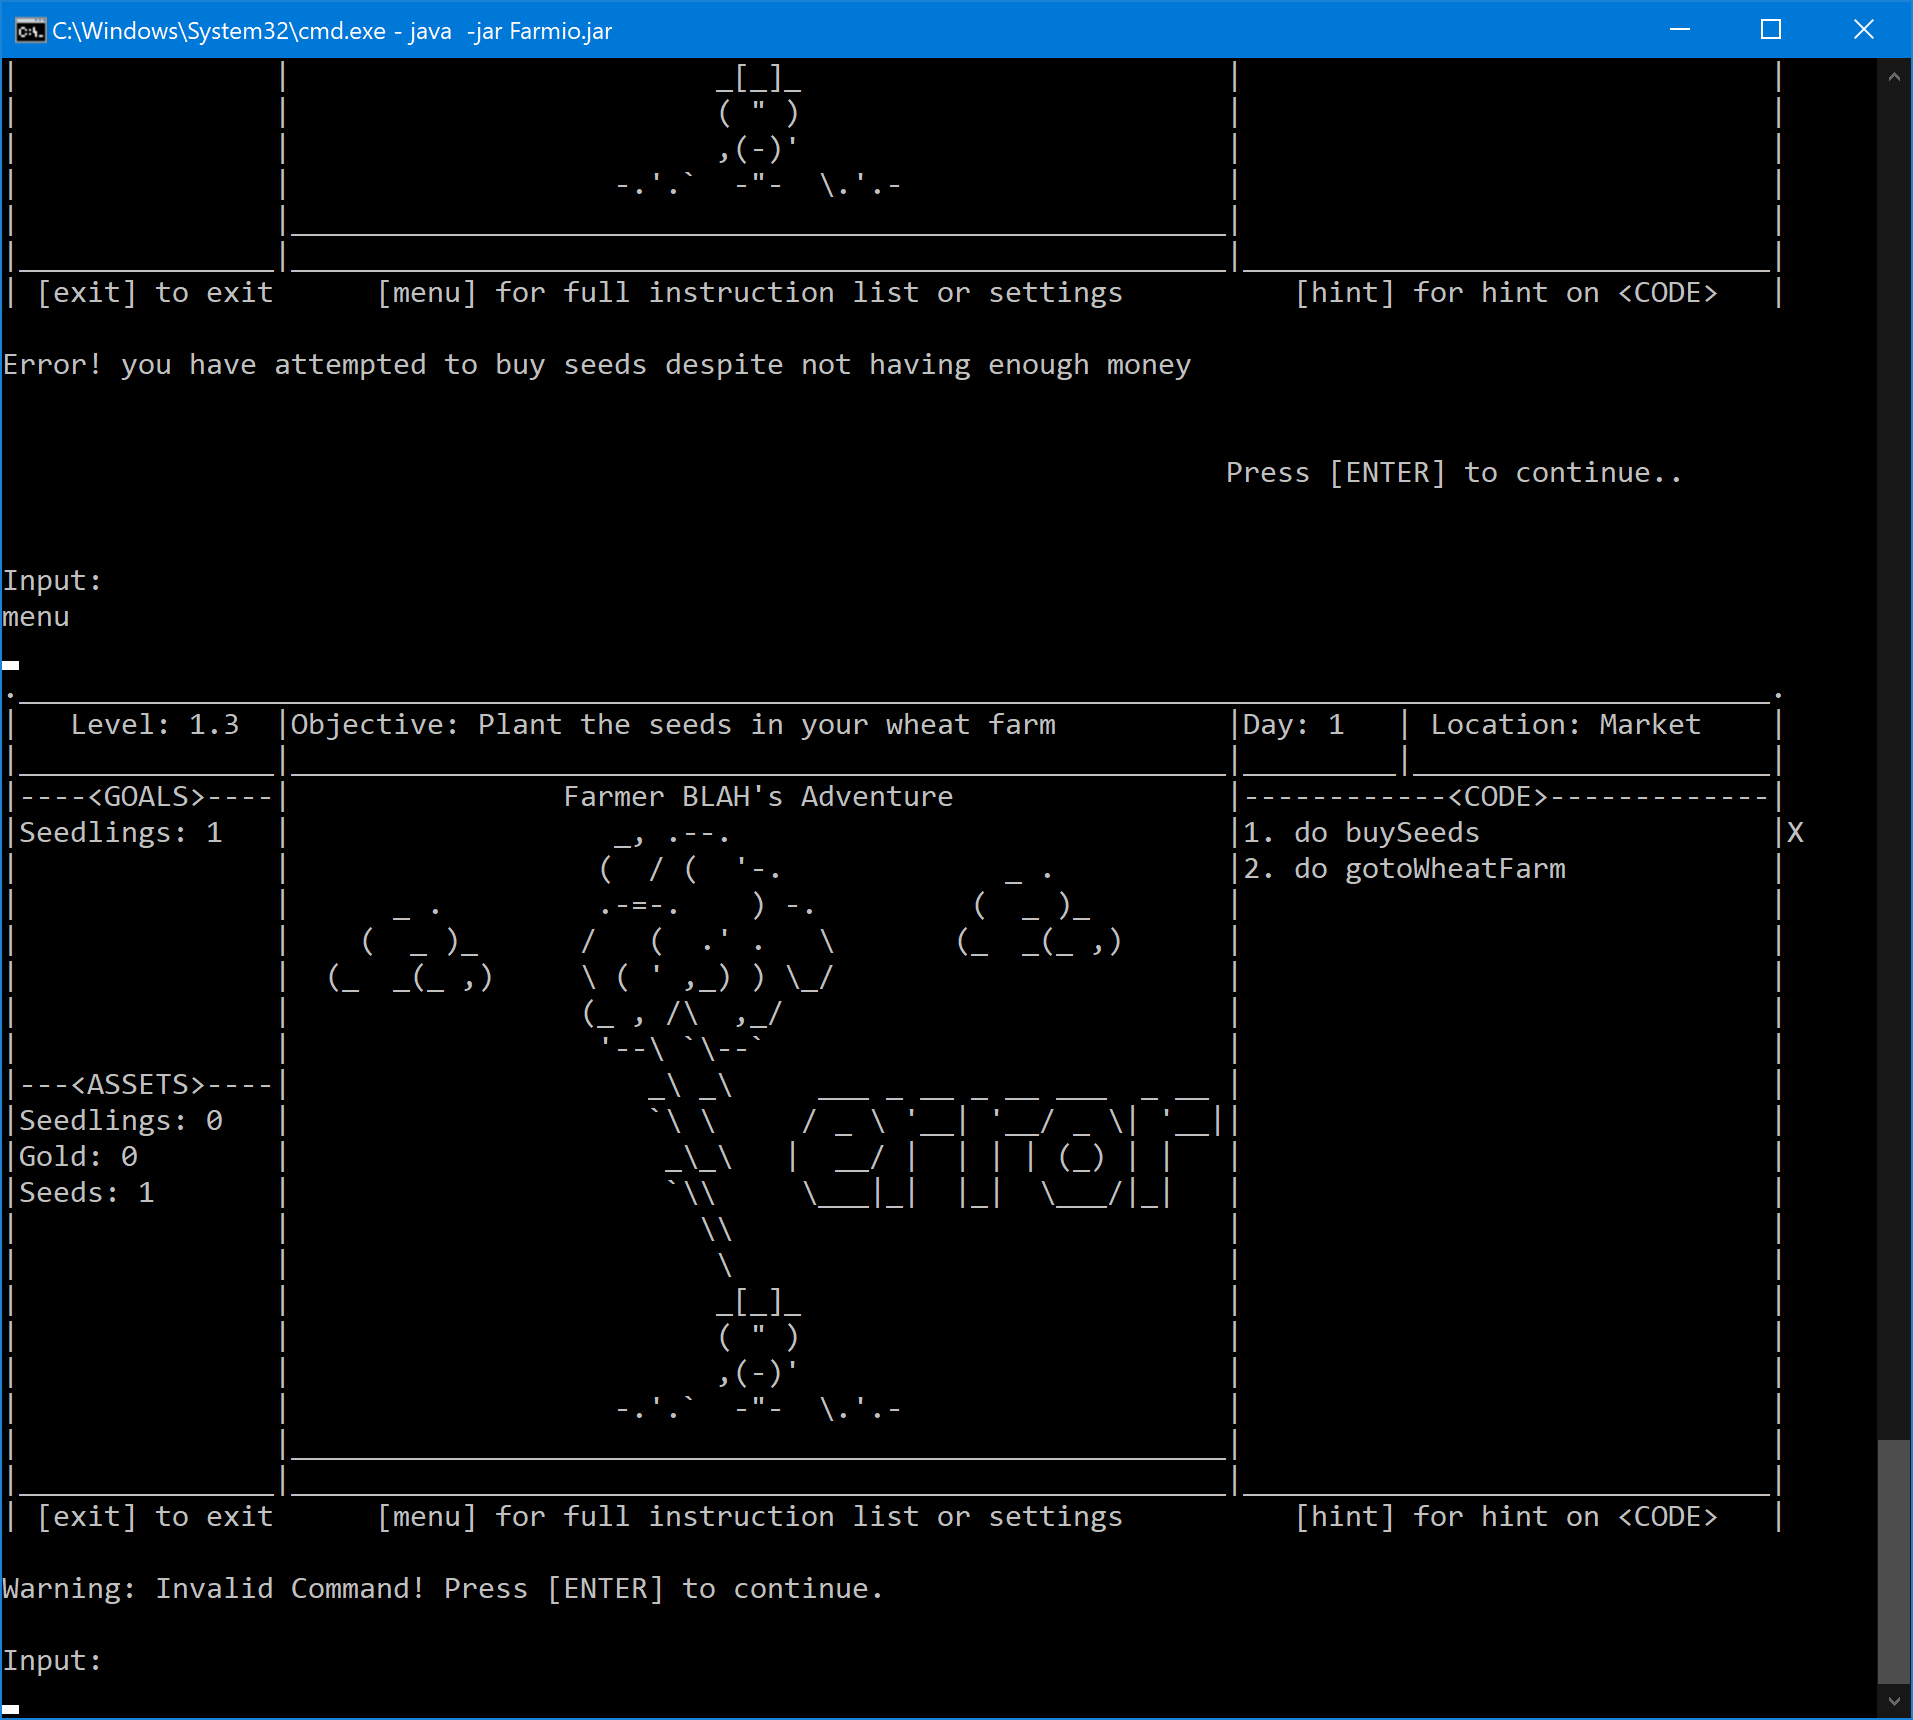 C:\Windows\System32\cmd.exe - java  -jar Farmio.jar
[exit] to exit [menu] for full instruction list or settings [hint] for hint on <CODE>
Error! you have attempted to buy seeds despite not having enough money
Press [ENTER] to continue..
Input:
menu
Level: 1.3 Objective: Plant the seeds in your wheat farm Day: 1 Location: Market
----<GOALS>---- Farmer BLAH's Adventure ------------<CODE>-------------
Seedlings: 1 1. do buySeeds X
2. do gotoWheatFarm
---<ASSETS>----
error
Seedlings: 0
Gold: 0
Seeds: 1
[exit] to exit [menu] for full instruction list or settings [hint] for hint on <CODE>
Warning: Invalid Command! Press [ENTER] to continue.
Input: